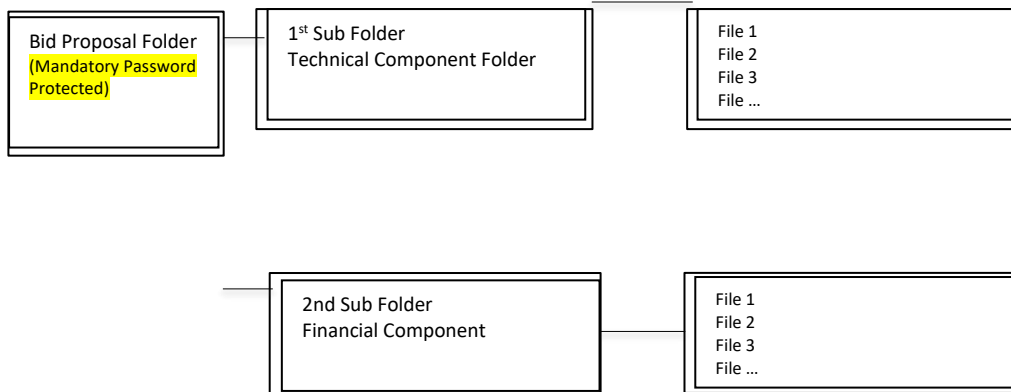 Bid Proposal Folder
(Mandatory Password
Protected)
1st Sub Folder
Technical Component Folder
File 1
File 2
File 3
File ...
2nd Sub Folder
Financial Component
File 1
File 2
File 3
File ...